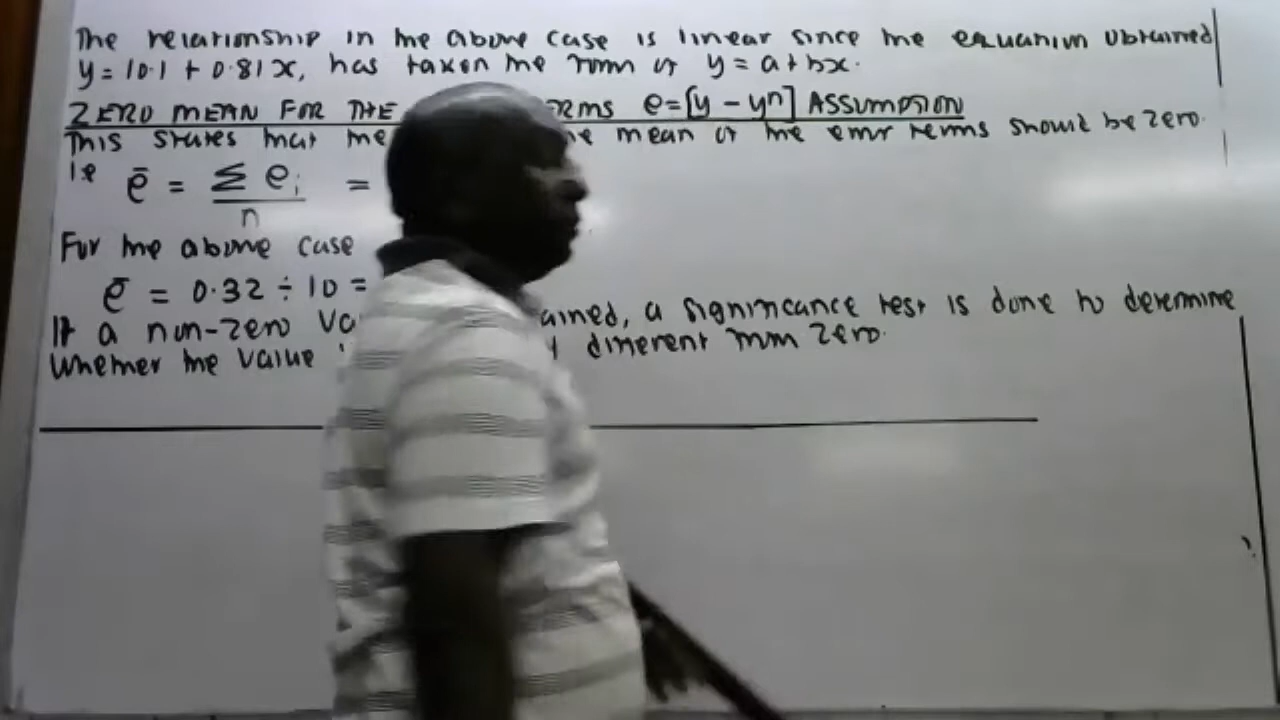 The relationship in the above case is linear since the equation obtained
y = 10.1 + 0.81x, has taken the form of y = a + bx.
ZERO MEAN FOR THE RMS e = [y - y^] ASSUMPTION
This states that the mean of the error terms should be zero.
ie ē = Σ ei / n =
For the above case
ē = 0.32 ÷ 10 =
If a non-zero ained, a significance test is done to determine
whether the value different from zero.